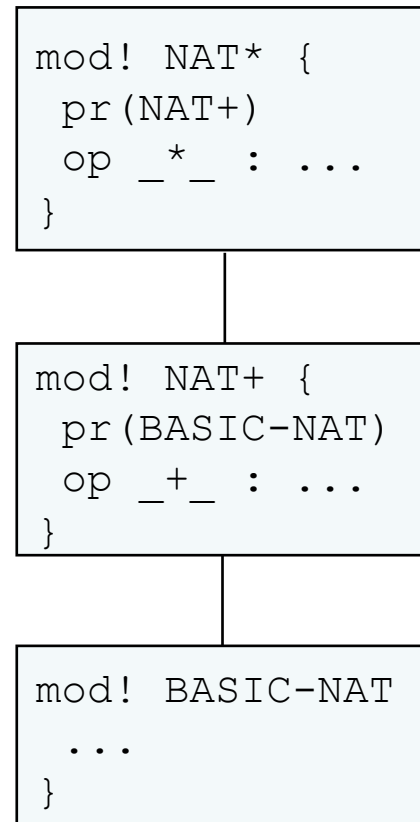 mod! NAT* {
pr(NAT+)
op _*_ : ...
}
mod! NAT+ {
pr(BASIC-NAT)
op _+_ : ...
}
mod! BASIC-NAT
...
}